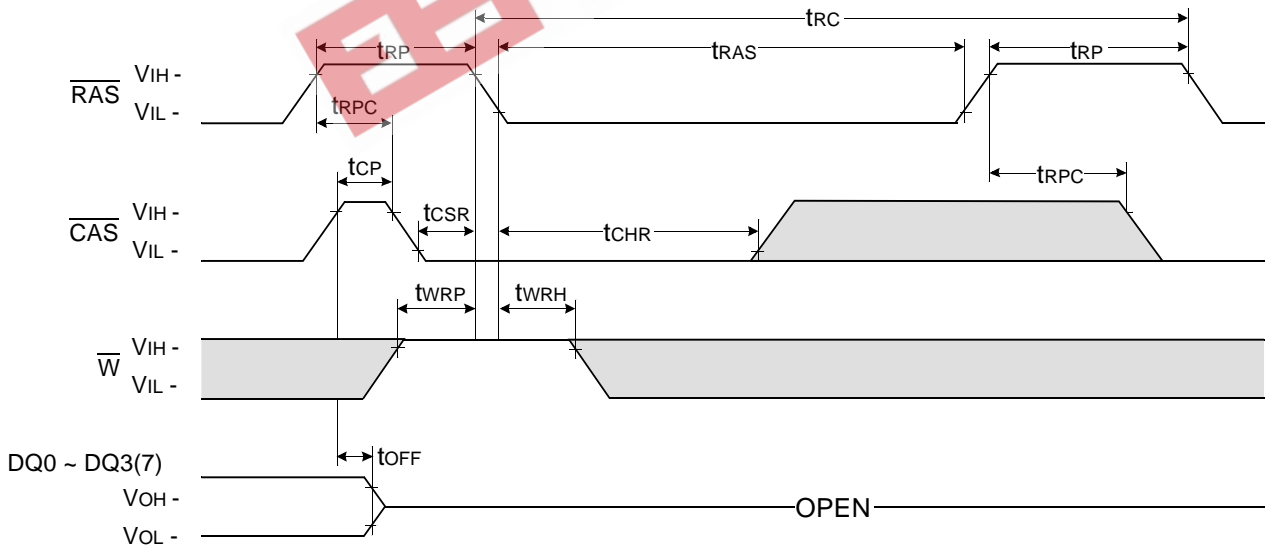 tRC
tRP tRAS tRP
RAS VIH -
VIL -
tRPC
tCP tRPC
CAS VIH -
tCSR tCHR
VIL -
tWRP tWRH
W VIH -
VIL -
DQ0 ~ DQ3(7) tOFF
VOH -
OPEN
VOL -